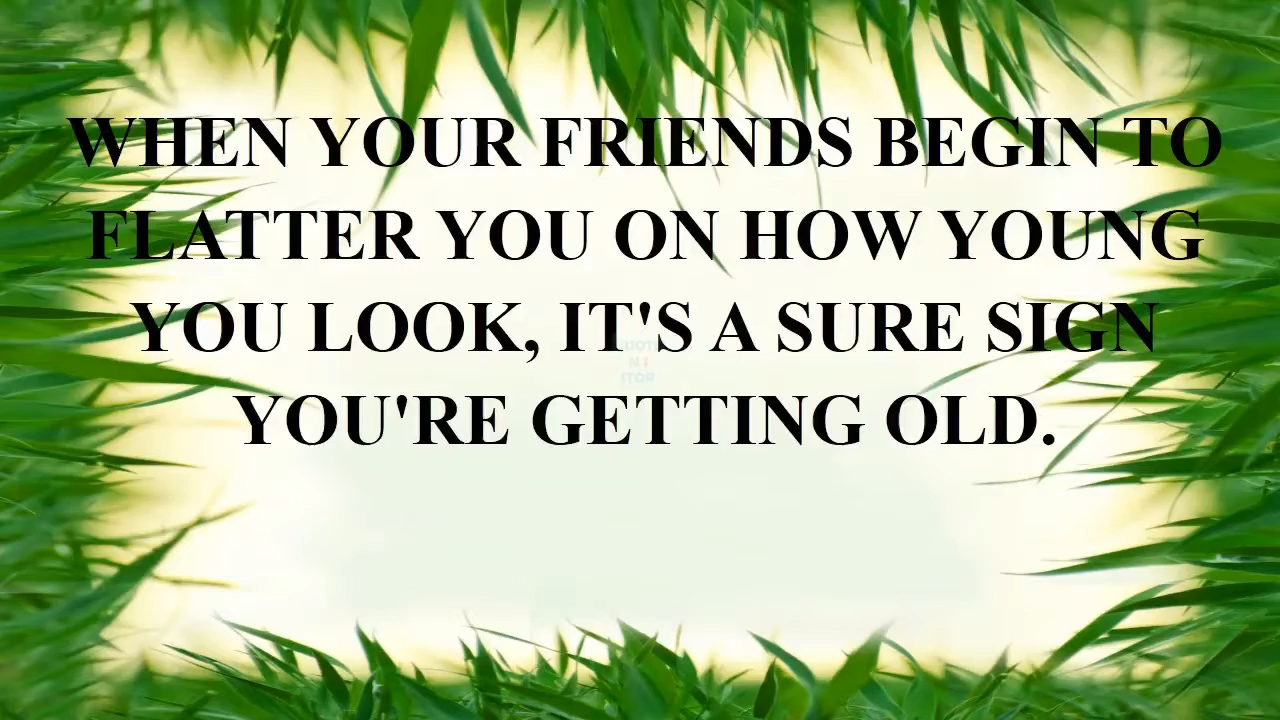 WHEN YOUR FRIENDS BEGIN TO
FLATTER YOU ON HOW YOUNG
YOU LOOK, IT'S A SURE SIGN
YOU'RE GETTING OLD.
STOP